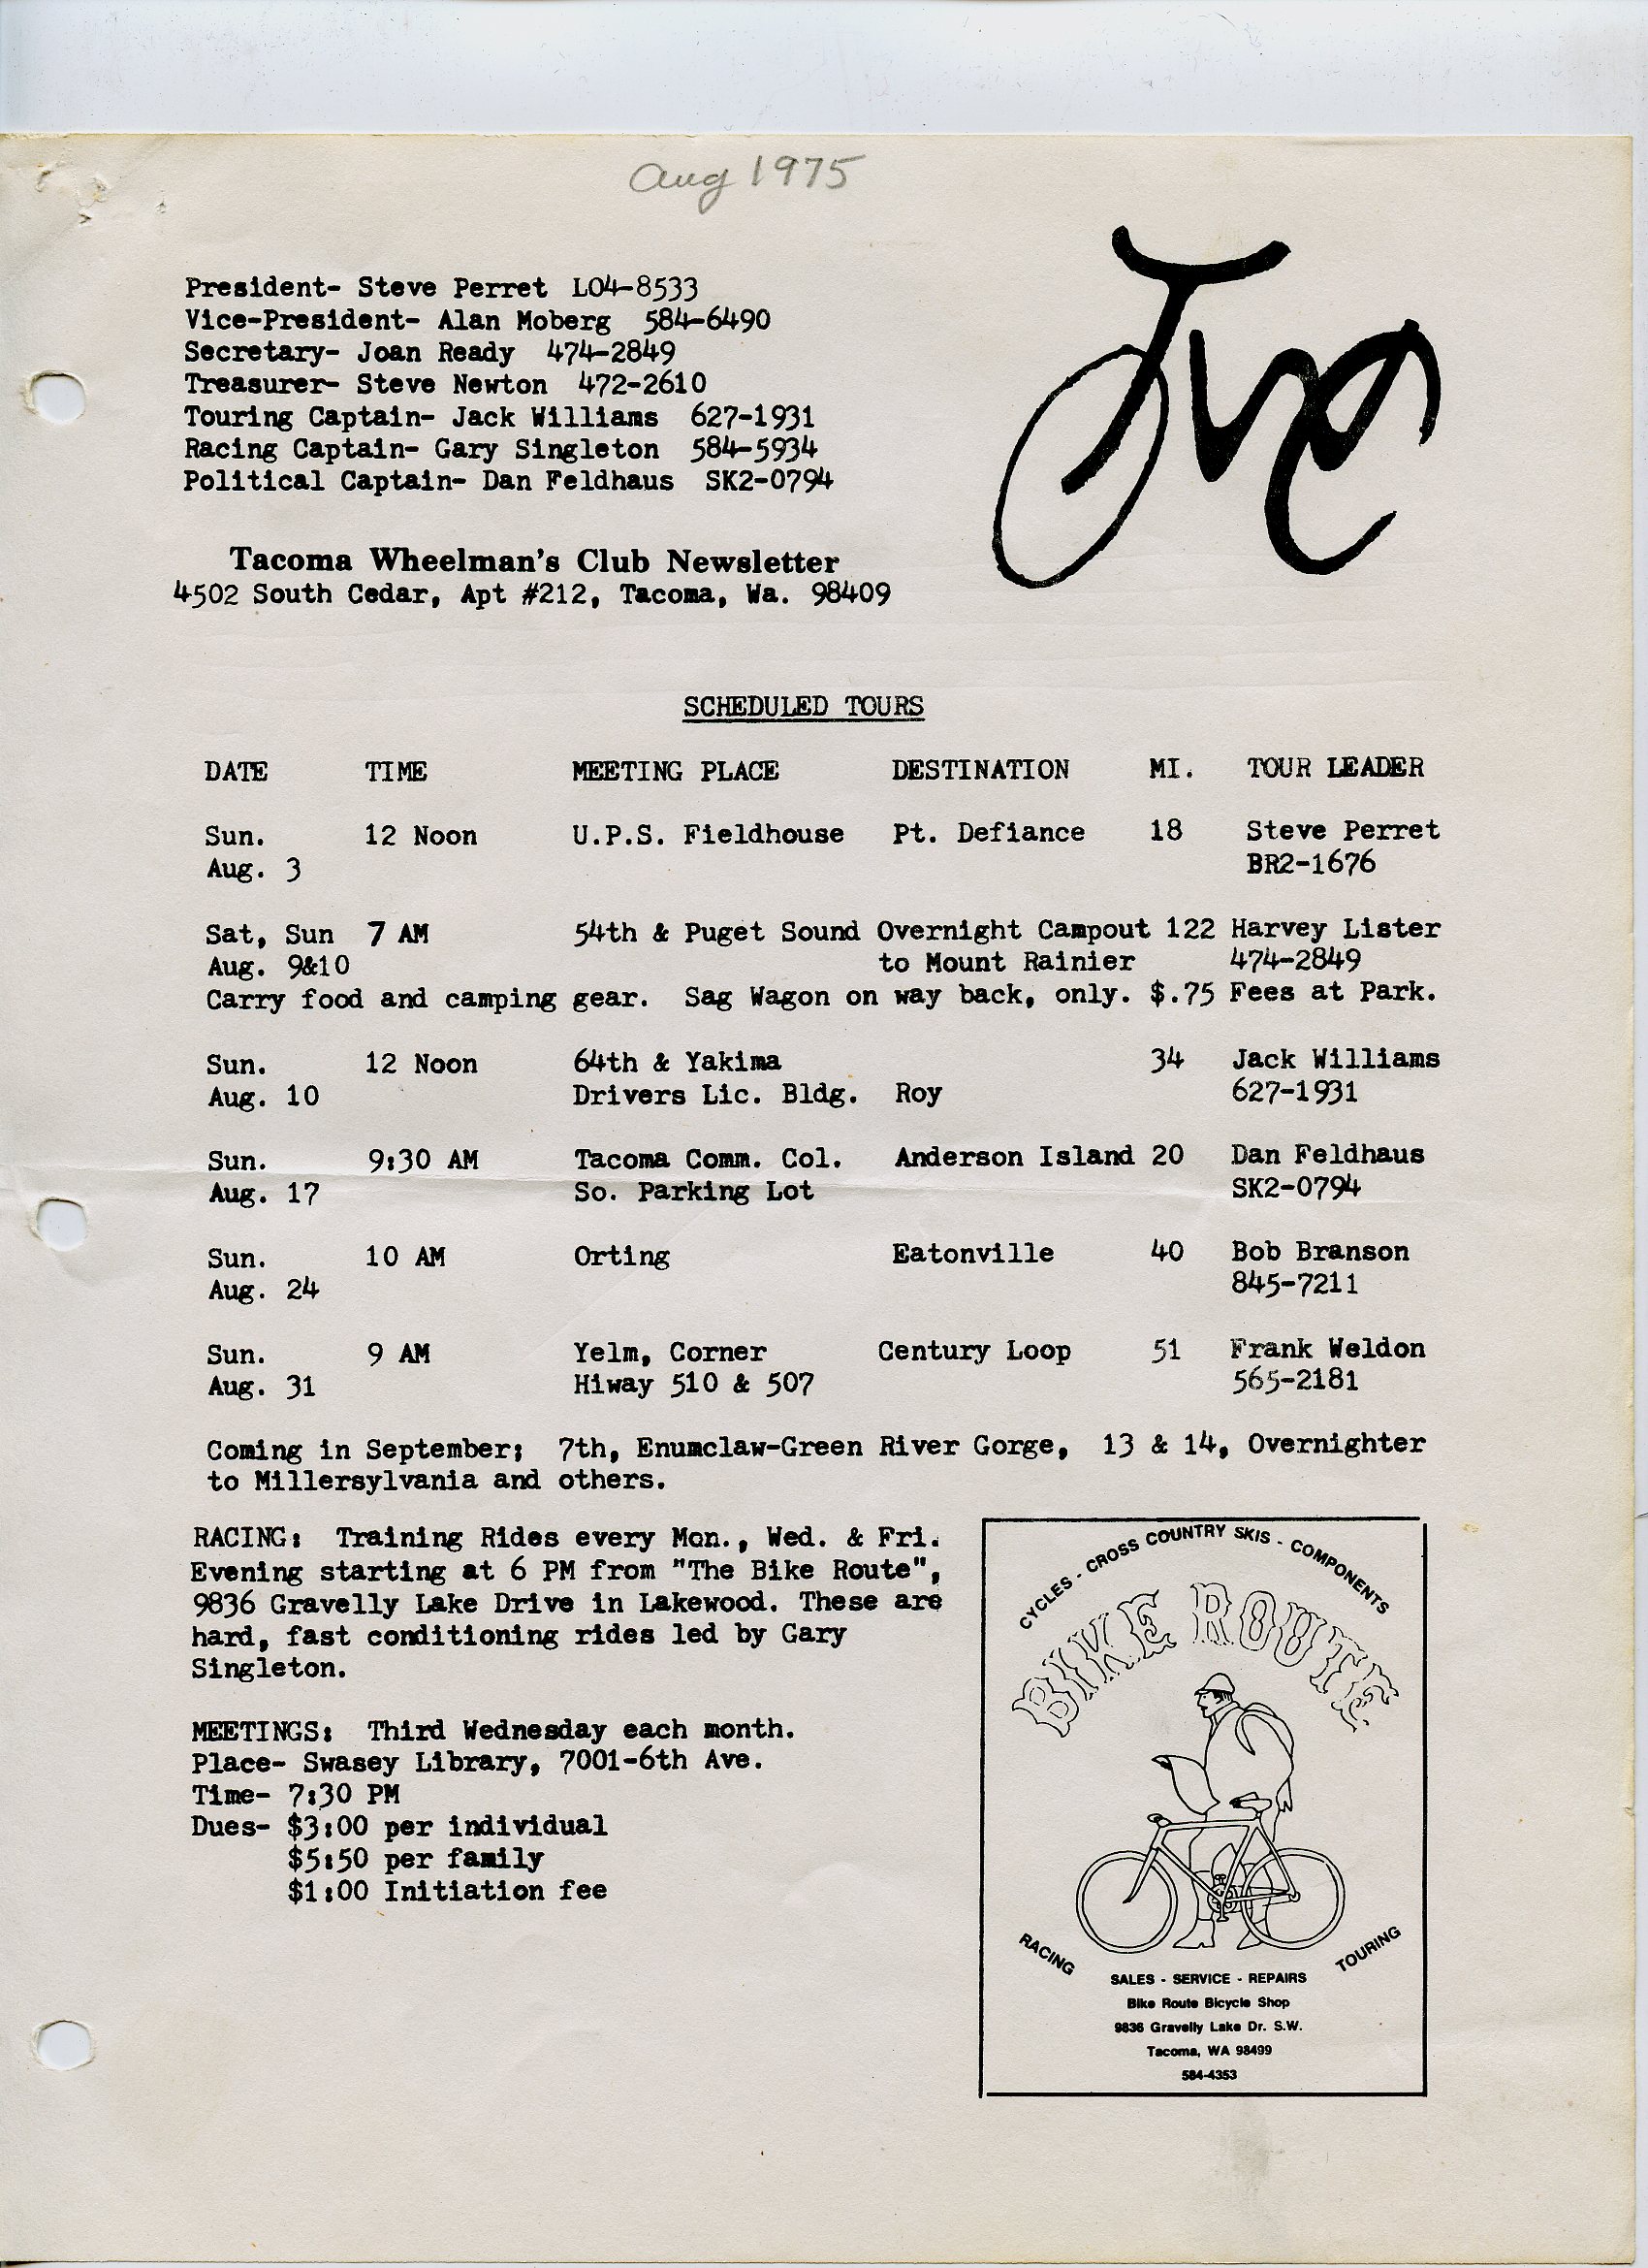 Aug 1975
President- Steve Perret LO4-8533
Vice-President- Alan Moberg 584-6490
Secretary- Joan Ready 474-2849
Treasurer- Steve Newton 472-2610
Touring Captain- Jack Williams 627-1931
Racing Captain- Gary Singleton 584-5934
Political Captain- Dan Feldhaus SK2-0794
TWC
Tacoma Wheelman's Club Newsletter
4502 South Cedar, Apt #212, Tacoma, Wa. 98409
SCHEDULED TOURS
DATE TIME MEETING PLACE DESTINATION MI. TOUR LEADER
Sun. 12 Noon U.P.S. Fieldhouse Pt. Defiance 18 Steve Perret
Aug. 3 BR2-1676
Sat, Sun 7 AM 54th & Puget Sound Overnight Campout 122 Harvey Lister
Aug. 9&10 to Mount Rainier 474-2849
Carry food and camping gear. Sag Wagon on way back, only. $.75 Fees at Park.
Sun. 12 Noon 64th & Yakima 34 Jack Williams
Aug. 10 Drivers Lic. Bldg. Roy 627-1931
Sun. 9:30 AM Tacoma Comm. Col. Anderson Island 20 Dan Feldhaus
Aug. 17 So. Parking Lot SK2-0794
Sun. 10 AM Orting Eatonville 40 Bob Branson
Aug. 24 845-7211
Sun. 9 AM Yelm, Corner Century Loop 51 Frank Weldon
Aug. 31 Hiway 510 & 507 565-2181
Coming in September; 7th, Enumclaw-Green River Gorge, 13 & 14, Overnighter
to Millersylvania and others.
RACING: Training Rides every Mon., Wed. & Fri.
Evening starting at 6 PM from "The Bike Route",
9836 Gravelly Lake Drive in Lakewood. These are
hard, fast conditioning rides led by Gary
Singleton.
MEETINGS: Third Wednesday each month.
Place- Swasey Library, 7001-6th Ave.
Time- 7:30 PM
Dues- $3:00 per individual
$5:50 per family
$1:00 Initiation fee
CYCLES - CROSS COUNTRY SKIS - COMPONENTS
BIKE ROUTE
RACING TOURING
SALES - SERVICE - REPAIRS
Bike Route Bicycle Shop
9836 Gravelly Lake Dr. S.W.
Tacoma, WA 98499
584-4353